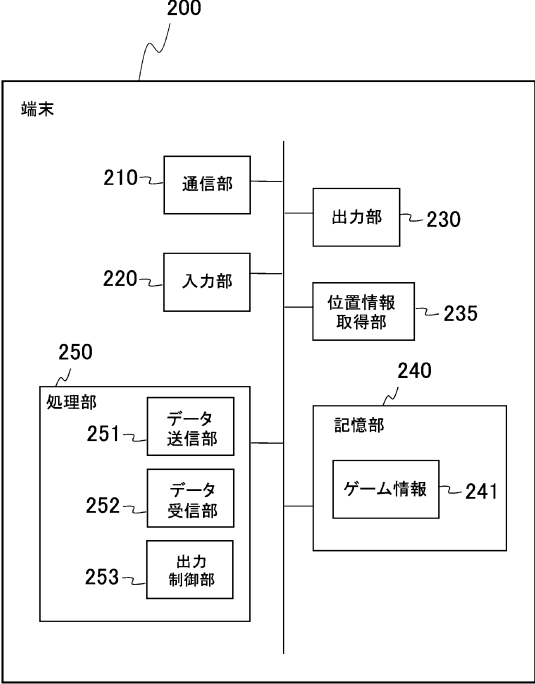 200
端末
210
通信部
出力部
230
220
入力部
位置情報
取得部
235
250
処理部
251
データ
送信部
252
データ
受信部
253
出力
制御部
240
記憶部
ゲーム情報
241